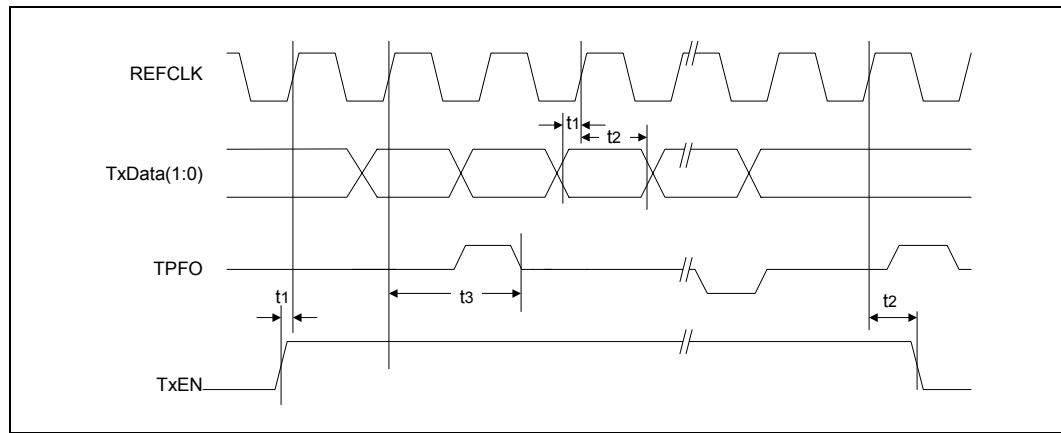 REFCLK
t1
t2
TxData(1:0)
TPFO
t1
t3
t2
TxEN